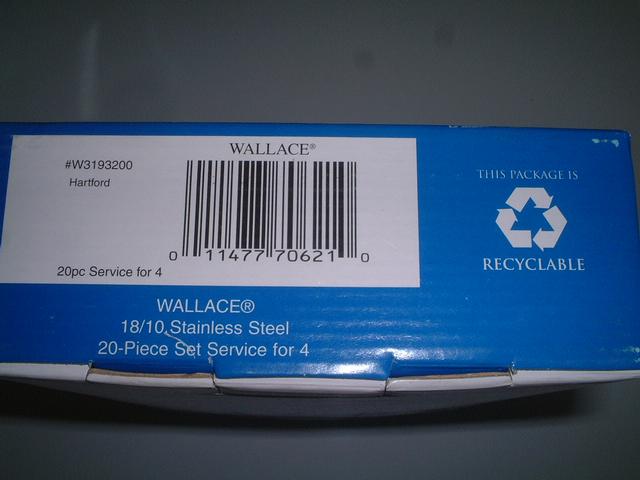 WALLACE®
#W3193200
Hartford
0 11477 70621 0
20pc Service for 4
THIS PACKAGE IS
RECYCLABLE
WALLACE®
18/10 Stainless Steel
20-Piece Set Service for 4